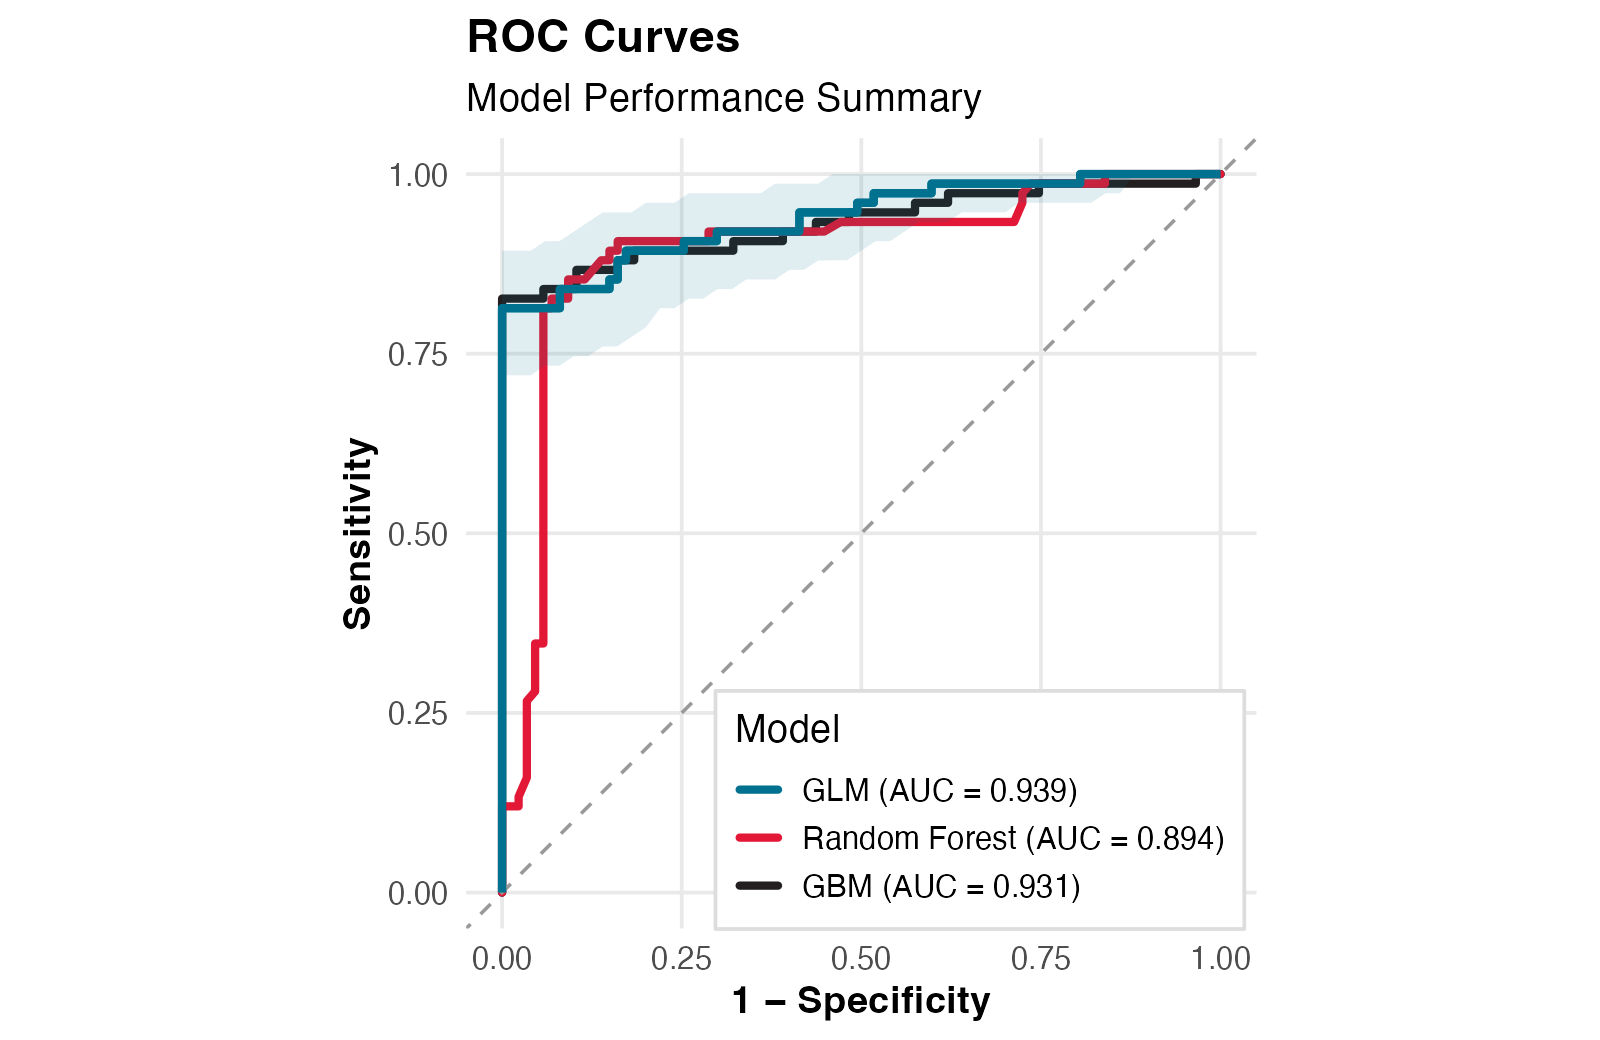 ROC Curves
Model Performance Summary
1.00
0.75
0.50
0.25
0.00
Sensitivity
Model
GLM (AUC = 0.939)
Random Forest (AUC = 0.894)
GBM (AUC = 0.931)
0.00 0.25 0.50 0.75 1.00
1 – Specificity